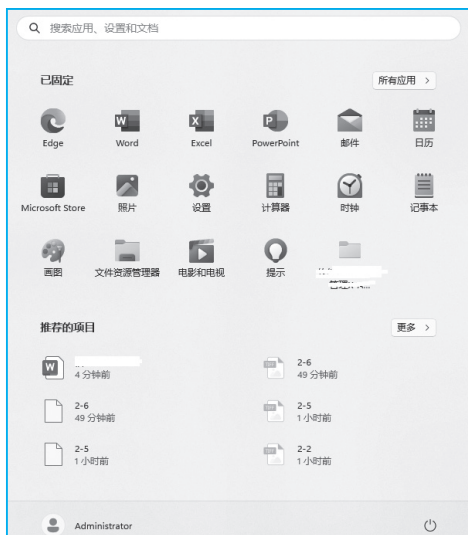 搜索应用、设置和文档
已固定
所有应用 >
Edge
Word
Excel
PowerPoint
邮件
日历
Microsoft Store
照片
设置
计算器
时钟
记事本
画图
文件资源管理器
电影和电视
提示
推荐的项目
更多 >
4 分钟前
2-6
49 分钟前
2-6
49 分钟前
2-5
1 小时前
2-5
1 小时前
2-2
1 小时前
Administrator